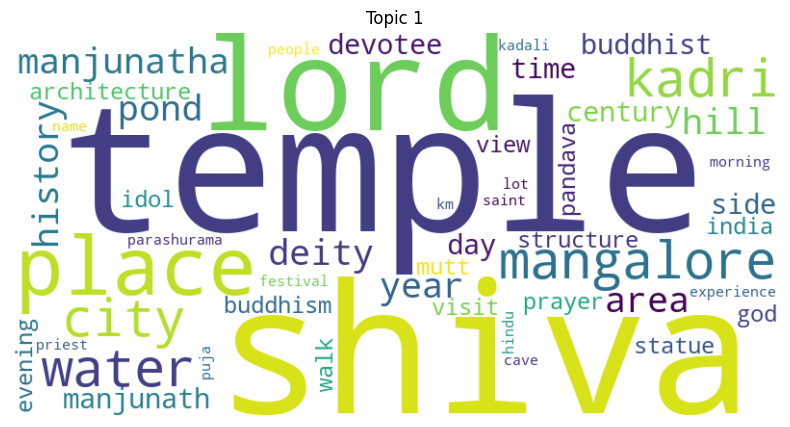 Topic 1
people
kadali
devotee
buddhist
lord
manjunatha
time
kadri
architecture
pond
century
hill
name
temple
view
history
pandava
morning
idol
lot
km
saint
side
india
parashurama
deity
day
structure
mangalore
place
mutt
festival
year
area
experience
city
buddhism
visit
prayer
god
shiva
evening
priest
water
puja
walk
hindu
statue
cave
manjunath